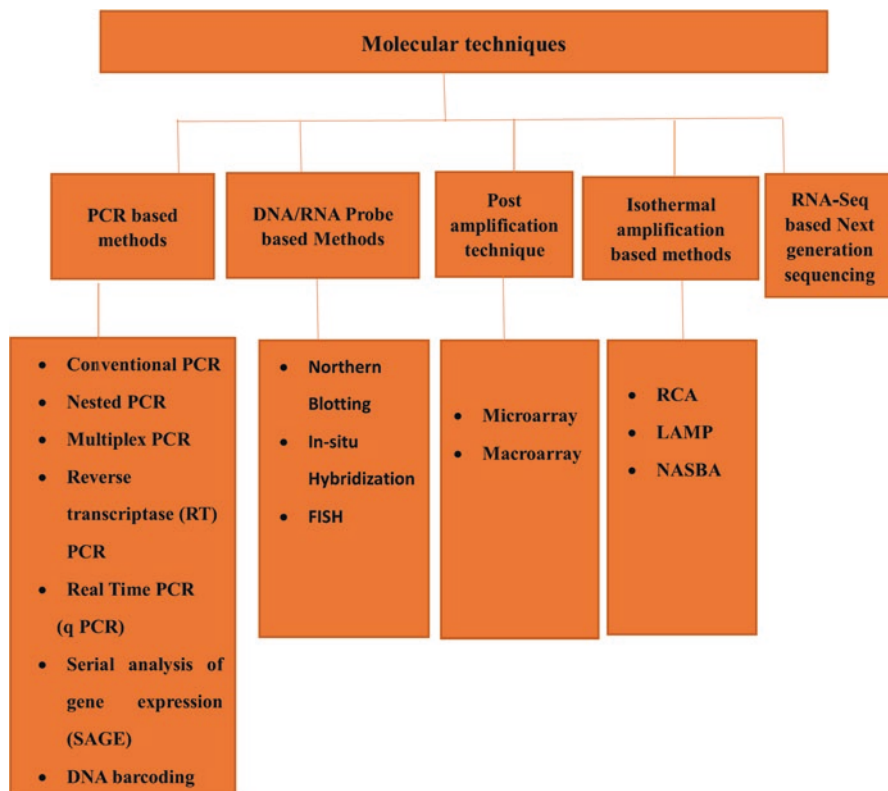 Molecular techniques
PCR based
methods
DNA/RNA Probe
based Methods
Post
amplification
technique
Isothermal
amplification
based methods
RNA-Seq
based Next
generation
sequencing
• Conventional PCR
• Nested PCR
• Multiplex PCR
• Reverse
transcriptase (RT)
PCR
• Real Time PCR
(q PCR)
• Serial analysis of
gene expression
(SAGE)
• DNA barcoding
• Northern
Blotting
• In-situ
Hybridization
• FISH
• Microarray
• Macroarray
• RCA
• LAMP
• NASBA